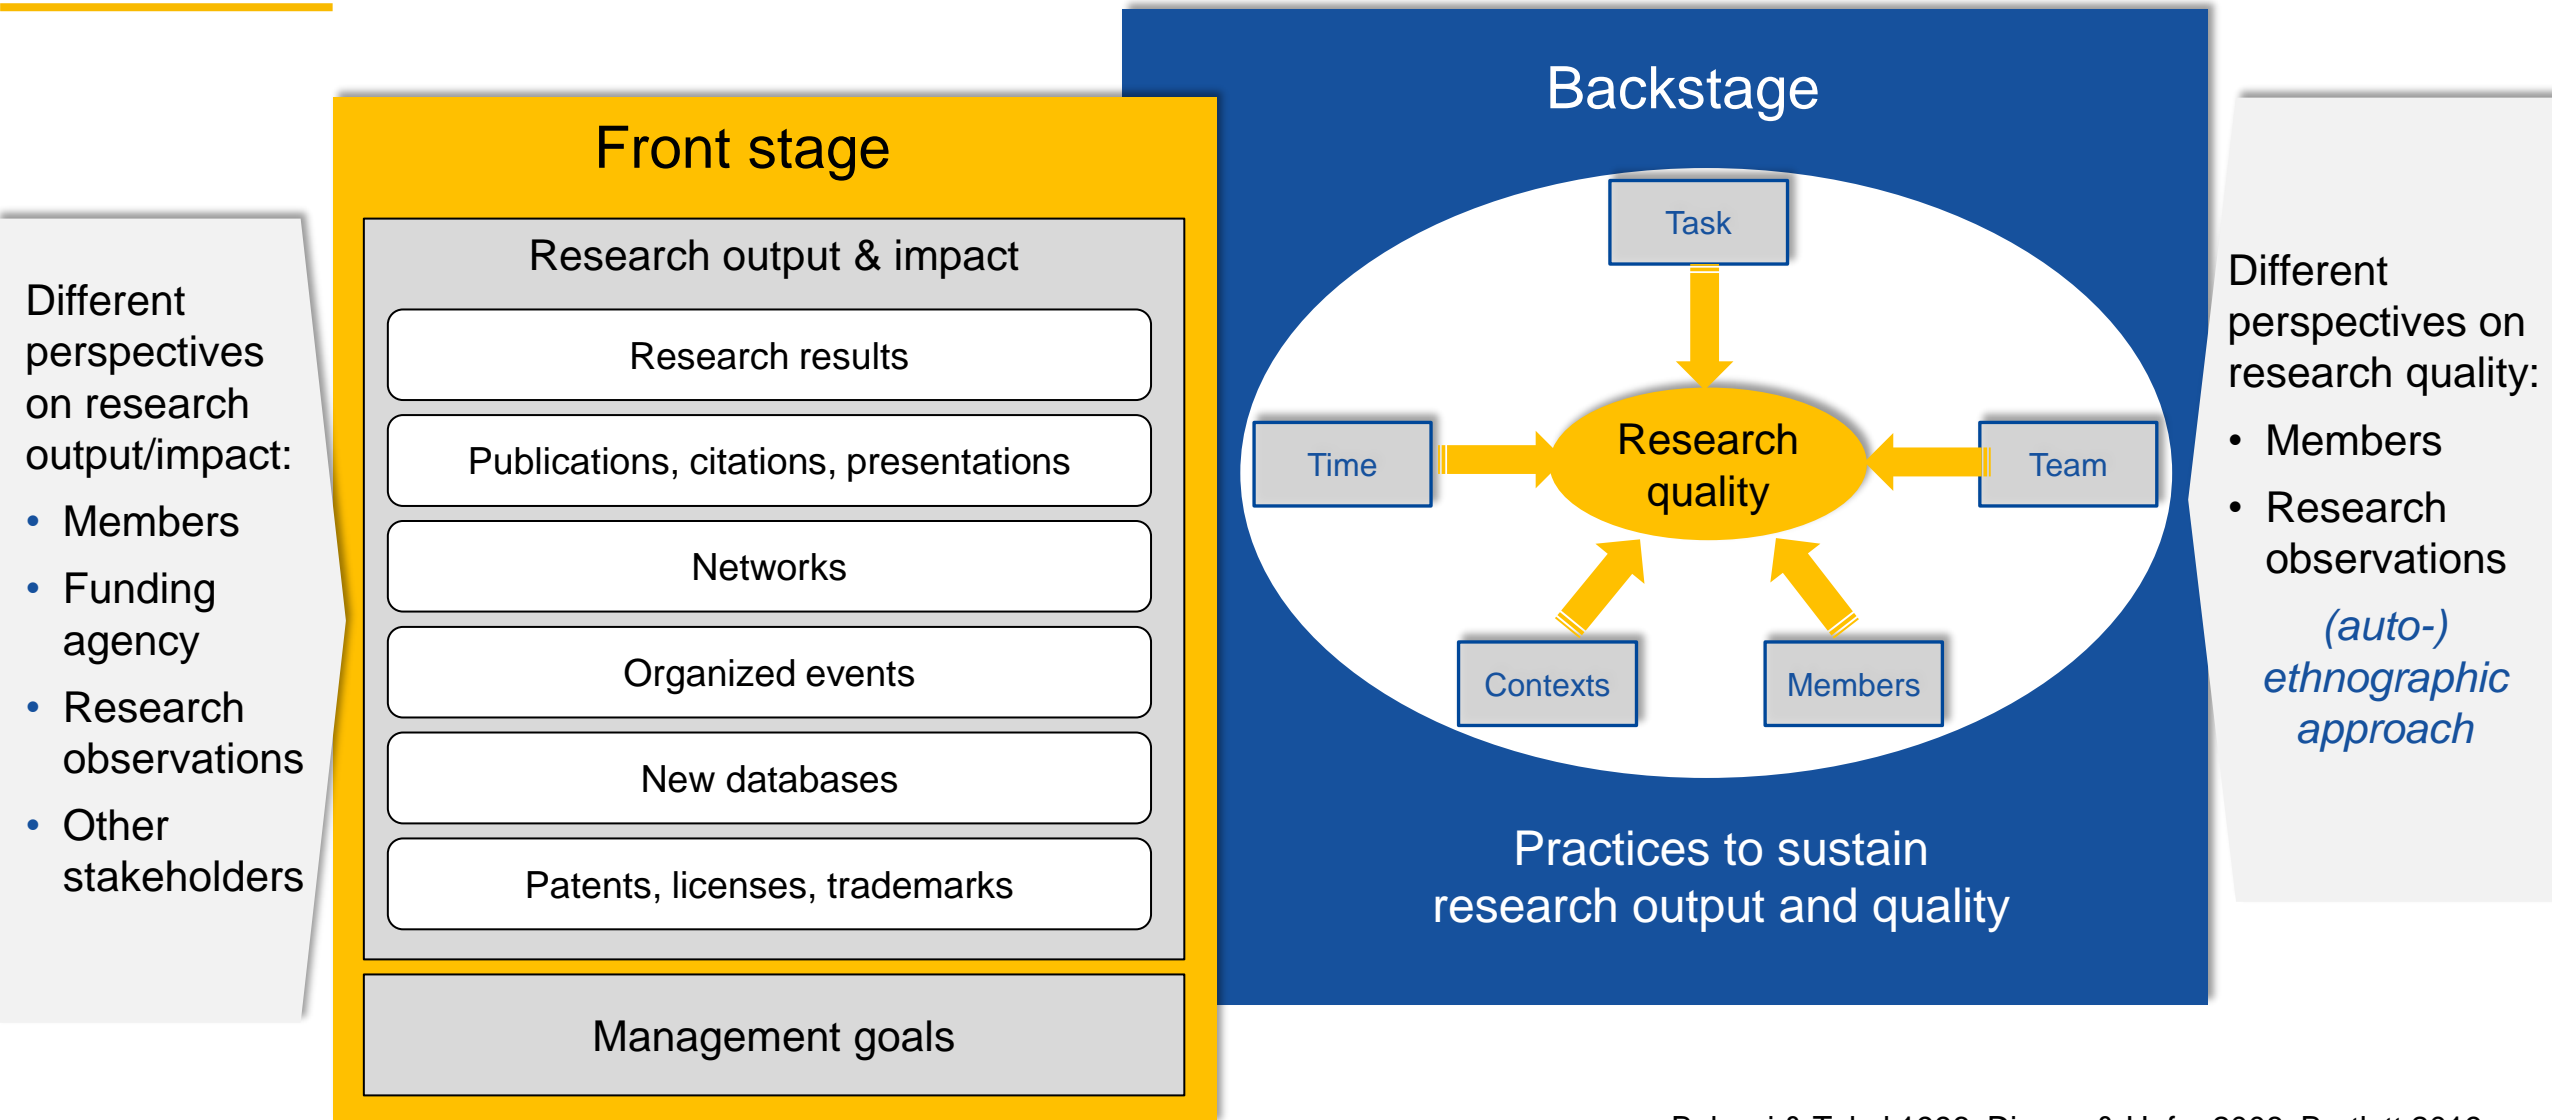 Different
perspectives
on research
output/impact:
• Members
• Funding
agency
• Research
observations
• Other
stakeholders
Front stage
Research output & impact
Research results
Publications, citations, presentations
Networks
Organized events
New databases
Patents, licenses, trademarks
Management goals
Backstage
Task
Time
Research
quality
Team
Contexts
Members
Practices to sustain
research output and quality
Different
perspectives on
research quality:
• Members
• Research
observations
(auto-)
ethnographic
approach